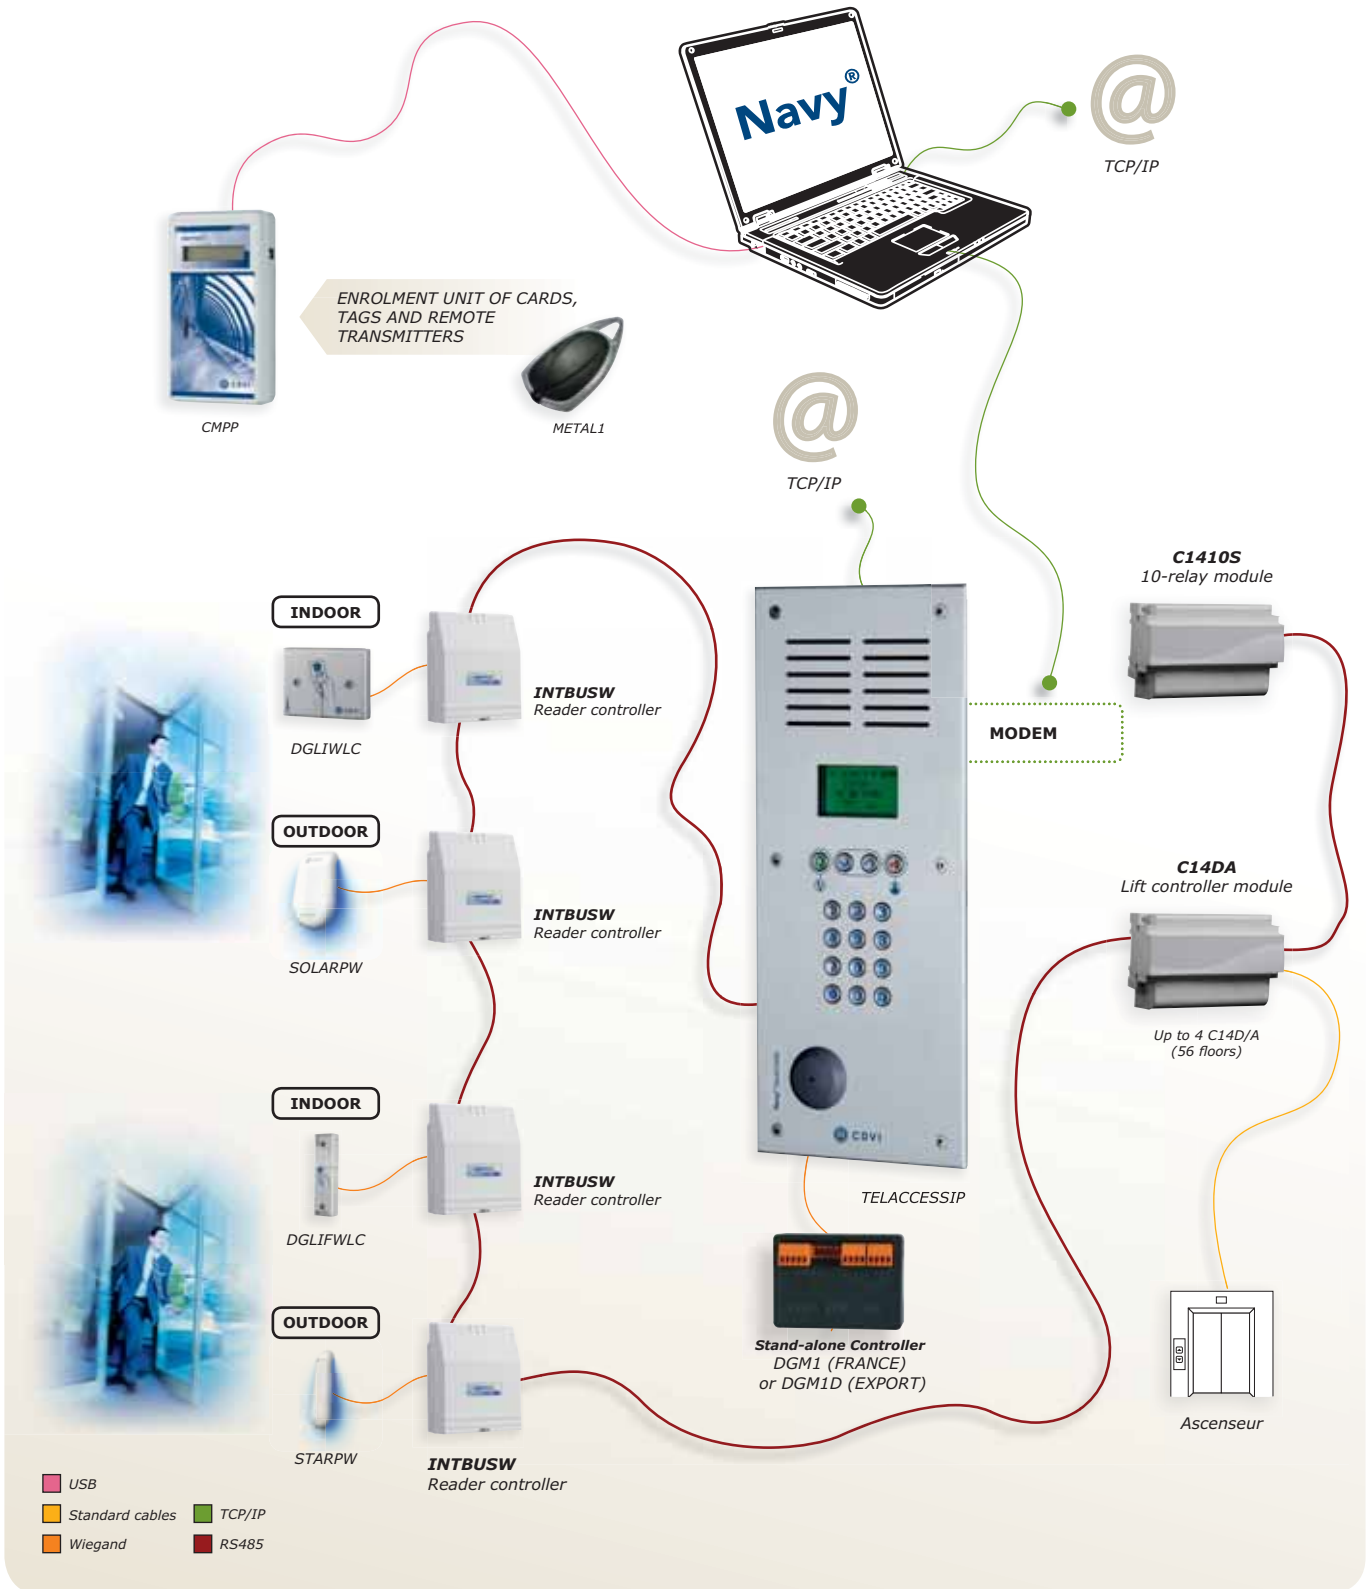 Navy®
@
TCP/IP
ENROLMENT UNIT OF CARDS,
TAGS AND REMOTE
TRANSMITTERS
CDVI
CMPP
METAL1
@
TCP/IP
C1410S
10-relay module
INDOOR
INTBUSW
Reader controller
DGLIWLC
MODEM
OUTDOOR
C14DA
Lift controller module
INTBUSW
Reader controller
SOLARPW
Up to 4 C14D/A
(56 floors)
INDOOR
CDVI
INTBUSW
Reader controller
TELACCESSIP
DGLIFWLC
OUTDOOR
Stand-alone Controller
DGM1 (FRANCE)
or DGM1D (EXPORT)
Ascenseur
STARPW
INTBUSW
Reader controller
USB
Standard cables
TCP/IP
Wiegand
RS485